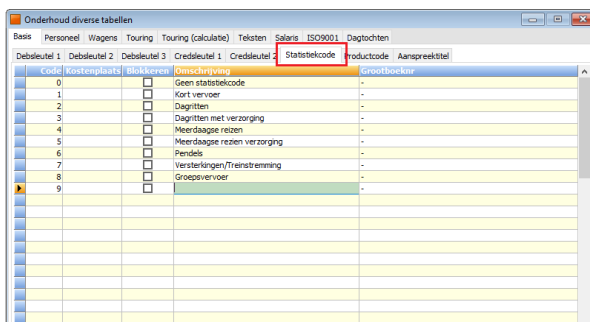 Onderhoud diverse tabellen
Basis Personeel Wagens Touring Touring (calculatie) Teksten Salaris ISO9001 Dagtochten
Debsleutel 1 Debsleutel 2 Debsleutel 3 Credsleutel 1 Credsleutel 2 Statistiekcode Productcode Aanspreektitel
Code Kostenplaats Blokkeren Omschrijving Grootboeknr
0 Geen statistiekcode -
1 Kort vervoer -
2 Dagritten -
3 Dagritten met verzorging -
4 Meerdaagse reizen -
5 Meerdaagse rezien verzorging -
6 Pendels -
7 Versterkingen/Treinstremming -
8 Groepsvervoer -
9 -